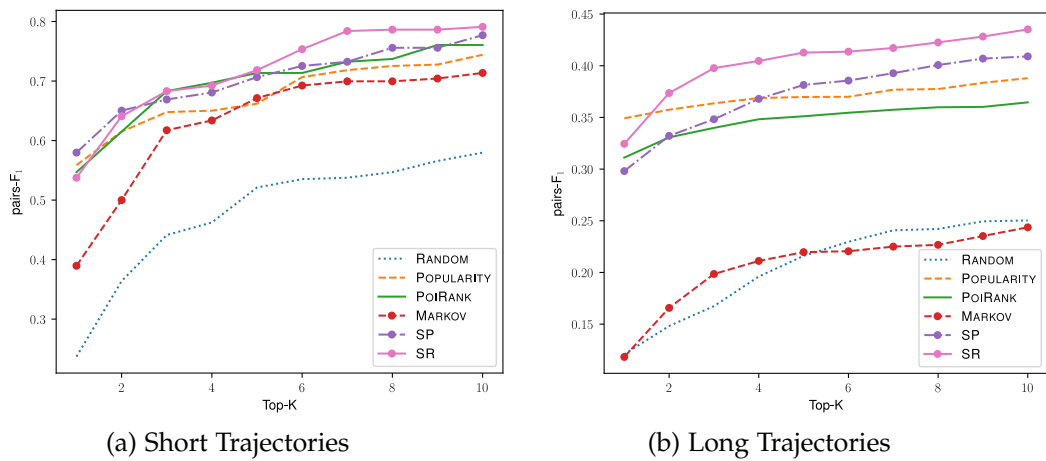 0.8
0.7
0.6
0.5
0.4
0.3
pairs-F1
2 4 6 8 10
Top-K
RANDOM
POPULARITY
POIRANK
MARKOV
SP
SR
(a) Short Trajectories
0.45
0.40
0.35
0.30
0.25
0.20
0.15
pairs-F1
2 4 6 8 10
Top-K
RANDOM
POPULARITY
POIRANK
MARKOV
SP
SR
(b) Long Trajectories